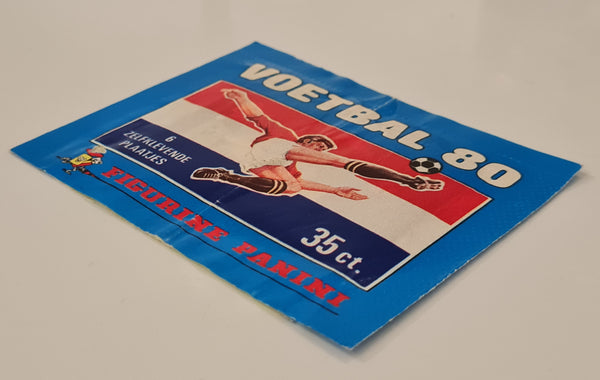 VOETBAL 80
6
ZELFKLEVENDE
PLAATJES
35 ct.
FIGURINE PANINI